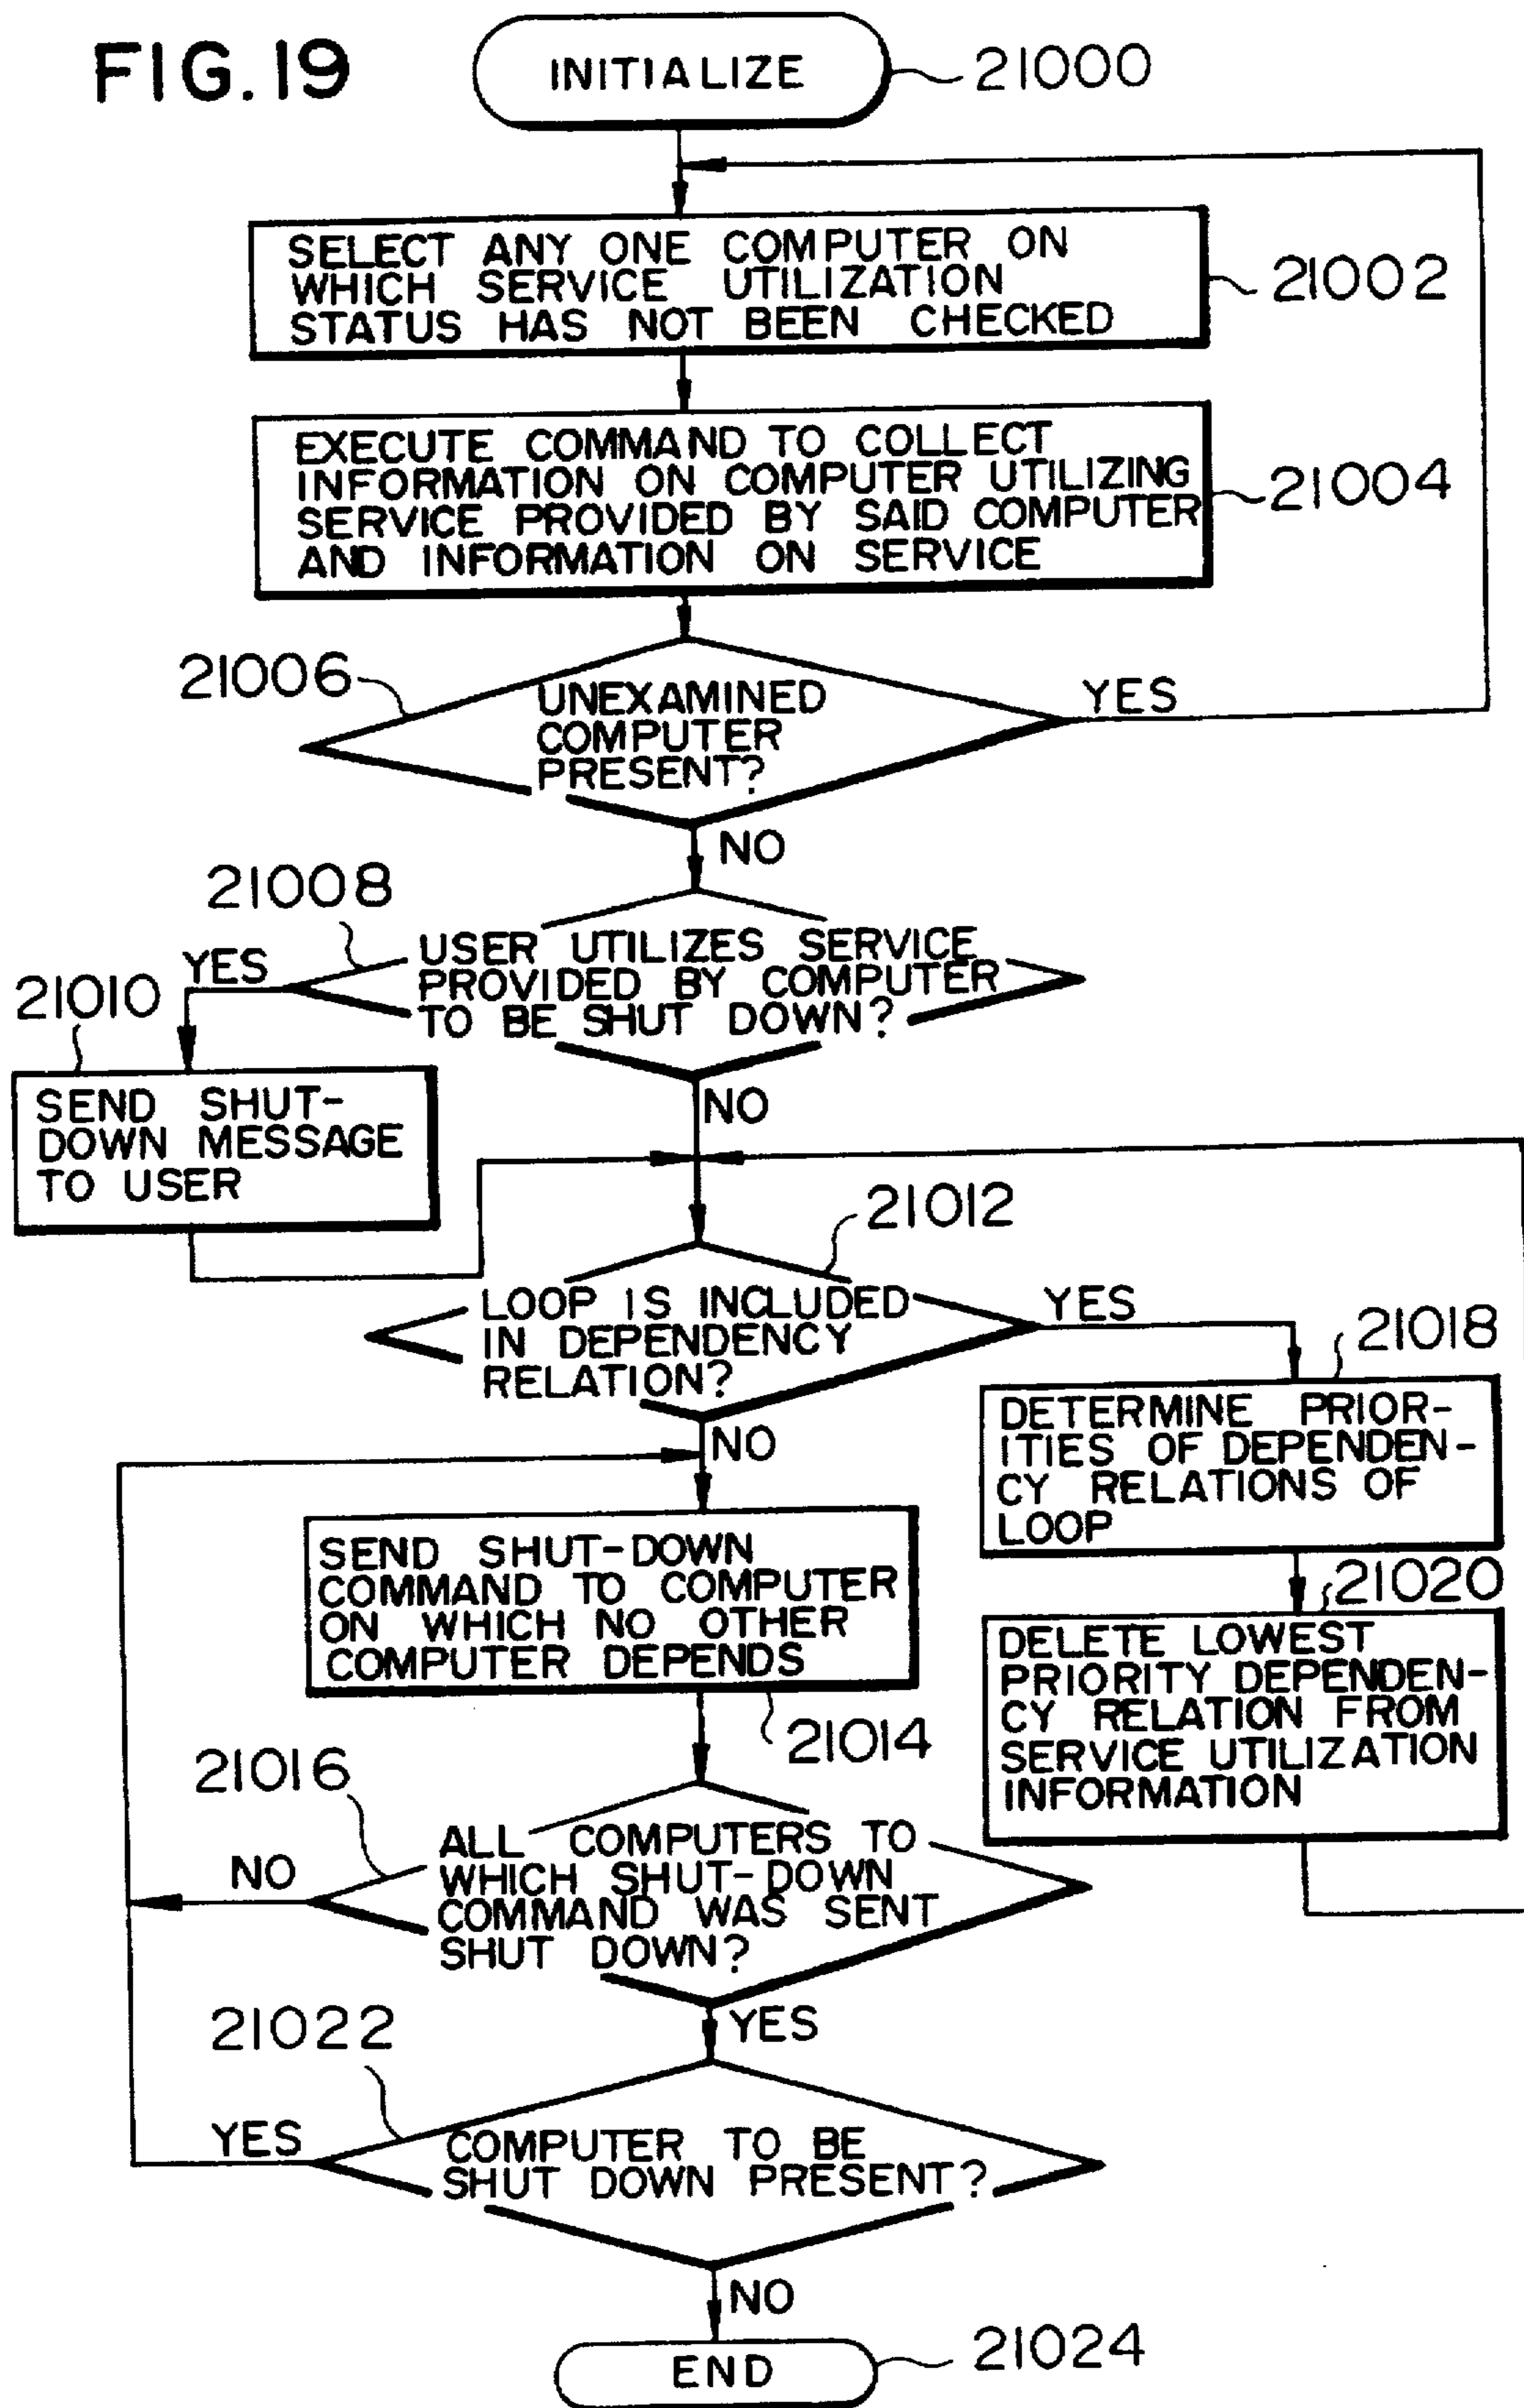 FIG. 19
INITIALIZE
21000
SELECT ANY ONE COMPUTER ON
WHICH SERVICE UTILIZATION
STATUS HAS NOT BEEN CHECKED
21002
EXECUTE COMMAND TO COLLECT
INFORMATION ON COMPUTER UTILIZING
SERVICE PROVIDED BY SAID COMPUTER
AND INFORMATION ON SERVICE
21004
21006
UNEXAMINED
COMPUTER
PRESENT?
YES
NO
21008
USER UTILIZES SERVICE
PROVIDED BY COMPUTER
TO BE SHUT DOWN?
YES
21010
SEND SHUT-
DOWN MESSAGE
TO USER
NO
21012
LOOP IS INCLUDED
IN DEPENDENCY
RELATION?
YES
21018
DETERMINE PRIOR-
ITIES OF DEPENDEN-
CY RELATIONS OF
LOOP
NO
SEND SHUT-DOWN
COMMAND TO COMPUTER
ON WHICH NO OTHER
COMPUTER DEPENDS
21014
21020
DELETE LOWEST
PRIORITY DEPENDEN-
CY RELATION FROM
SERVICE UTILIZATION
INFORMATION
21016
ALL COMPUTERS TO
WHICH SHUT-DOWN
COMMAND WAS SENT
SHUT DOWN?
NO
YES
21022
COMPUTER TO BE
SHUT DOWN PRESENT?
YES
NO
END
21024